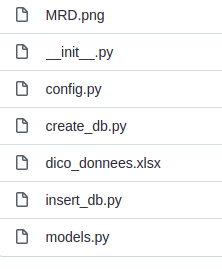 MRD.png
__init__.py
config.py
create_db.py
dico_donnees.xlsx
insert_db.py
models.py